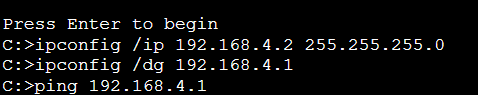 Press Enter to begin
C:>ipconfig /ip 192.168.4.2 255.255.255.0
C:>ipconfig /dg 192.168.4.1
C:>ping 192.168.4.1